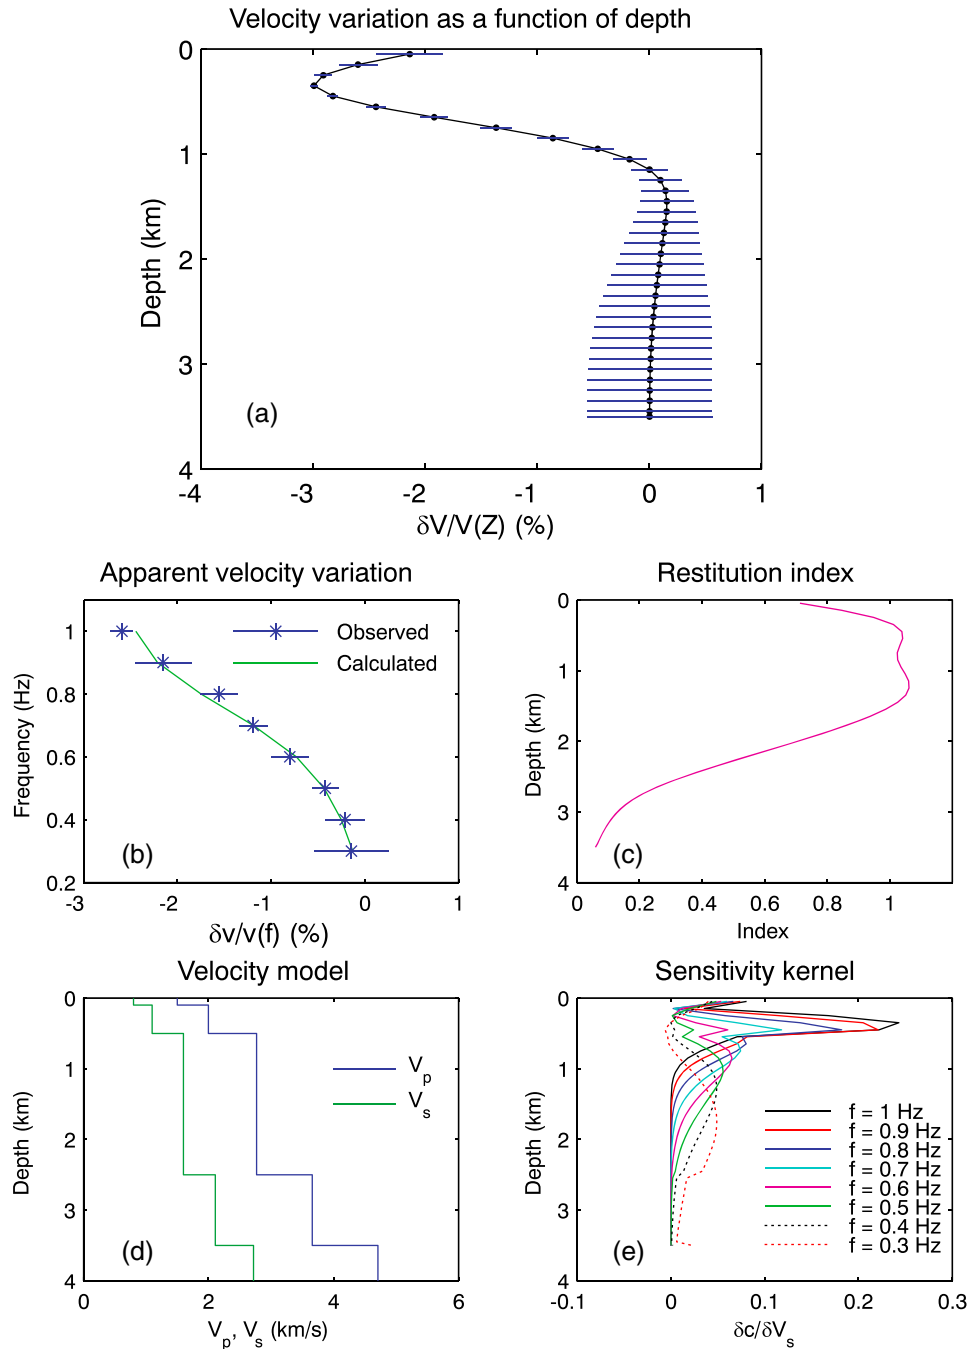 Velocity variation as a function of depth
0
1
2
3
4
Depth (km)
(a)
-4 -3 -2 -1 0 1
δV/V(Z) (%)
Apparent velocity variation
1
0.8
0.6
0.4
0.2
Frequency (Hz)
Observed
Calculated
(b)
-3 -2 -1 0 1
δv/v(f) (%)
Restitution index
0
1
2
3
4
Depth (km)
(c)
0 0.2 0.4 0.6 0.8 1
Index
Velocity model
0
1
2
3
4
Depth (km)
Vp
Vs
(d)
0 2 4 6
Vp, Vs (km/s)
Sensitivity kernel
0
1
2
3
4
Depth (km)
f = 1 Hz
f = 0.9 Hz
f = 0.8 Hz
f = 0.7 Hz
f = 0.6 Hz
f = 0.5 Hz
f = 0.4 Hz
f = 0.3 Hz
(e)
-0.1 0 0.1 0.2 0.3
δc/δVs